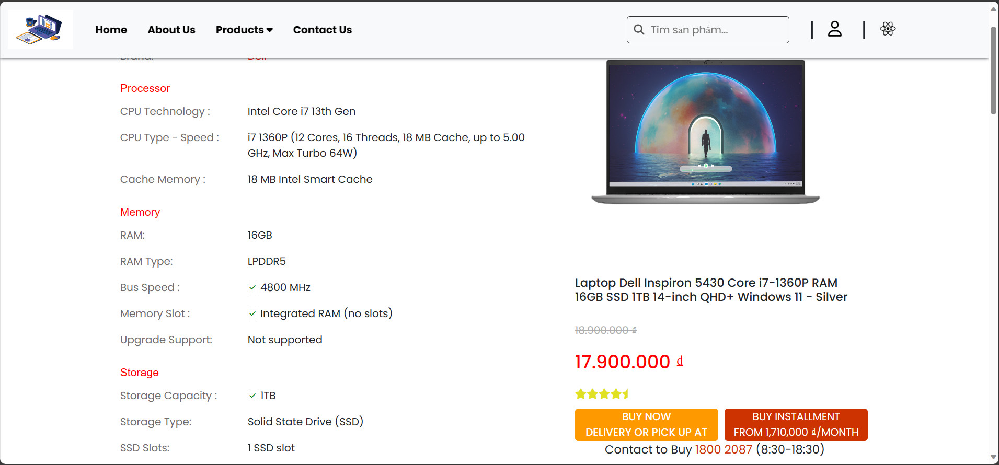 Home About Us Products Contact Us
Tìm sản phẩm...
Processor
CPU Technology : Intel Core i7 13th Gen
CPU Type - Speed : i7 1360P (12 Cores, 16 Threads, 18 MB Cache, up to 5.00
GHz, Max Turbo 64W)
Cache Memory : 18 MB Intel Smart Cache
Memory
RAM: 16GB
RAM Type: LPDDR5
Bus Speed : 4800 MHz
Memory Slot : Integrated RAM (no slots)
Upgrade Support: Not supported
Storage
Storage Capacity : 1TB
Storage Type: Solid State Drive (SSD)
SSD Slots: 1 SSD slot
Laptop Dell Inspiron 5430 Core i7-1360P RAM
16GB SSD 1TB 14-inch QHD+ Windows 11 - Silver
18.900.000 ₫
17.900.000 ₫
BUY NOW
DELIVERY OR PICK UP AT
BUY INSTALLMENT
FROM 1,710,000 ₫/MONTH
Contact to Buy 1800 2087 (8:30-18:30)